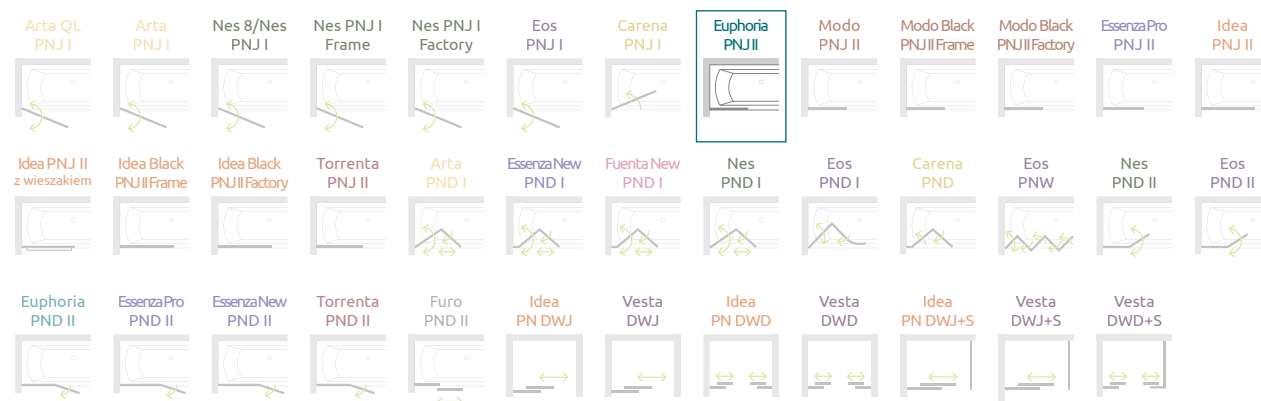 Arta QL
PNJ I
Arta
PNJ I
Nes 8/Nes
PNJ I
Nes PNJ I
Frame
Nes PNJ I
Factory
Eos
PNJ I
Carena
PNJ I
Euphoria
PNJ II
Modo
PNJ II
Modo Black
PNJ II Frame
Modo Black
PNJ II Factory
Essenza Pro
PNJ II
Idea
PNJ II
Idea PNJ II
z wieszakiem
Idea Black
PNJ II Frame
Idea Black
PNJ II Factory
Torrenta
PNJ II
Arta
PND I
Essenza New
PND I
Fuenta New
PND I
Nes
PND I
Eos
PND I
Carena
PND
Eos
PNW
Nes
PND II
Eos
PND II
Euphoria
PND II
Essenza Pro
PND II
Essenza New
PND II
Torrenta
PND II
Furo
PND II
Idea
PN DWJ
Vesta
DWJ
Idea
PN DWD
Vesta
DWD
Idea
PN DWJ+S
Vesta
DWJ+S
Vesta
DWD+S